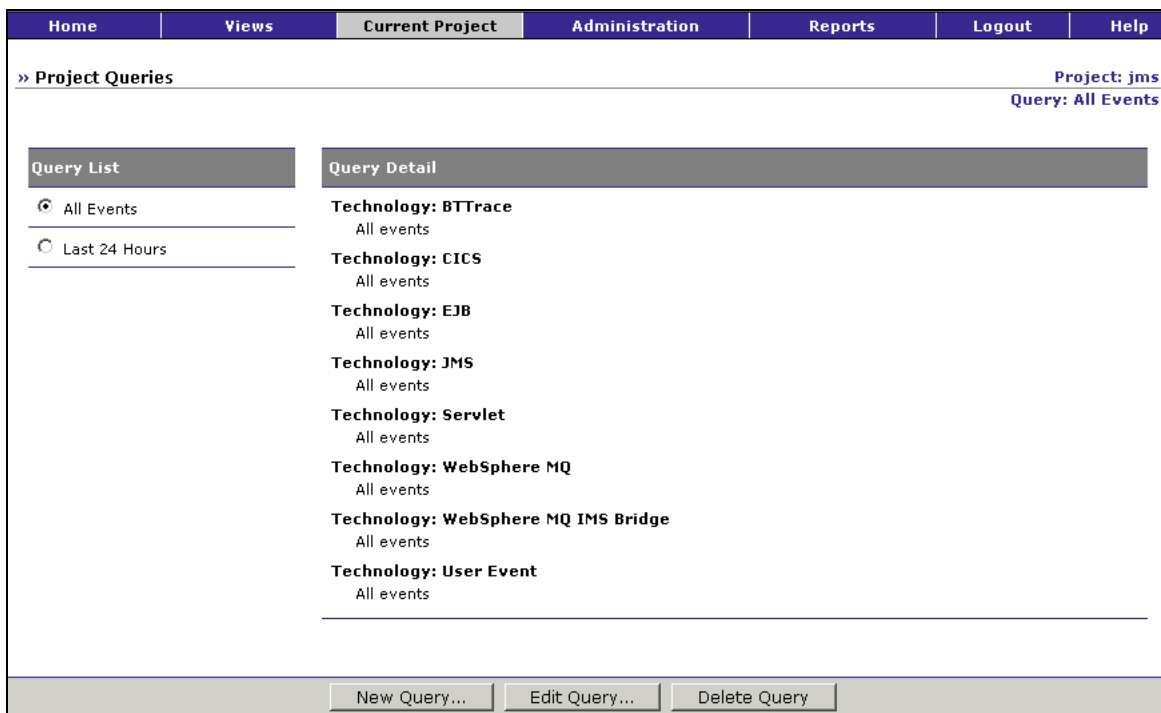 Home Views Current Project Administration Reports Logout Help
» Project Queries Project: jms
Query: All Events
Query List
All Events
Last 24 Hours
Query Detail
Technology: BTTrace
All events
Technology: CICS
All events
Technology: EJB
All events
Technology: JMS
All events
Technology: Servlet
All events
Technology: WebSphere MQ
All events
Technology: WebSphere MQ IMS Bridge
All events
Technology: User Event
All events
New Query... Edit Query... Delete Query